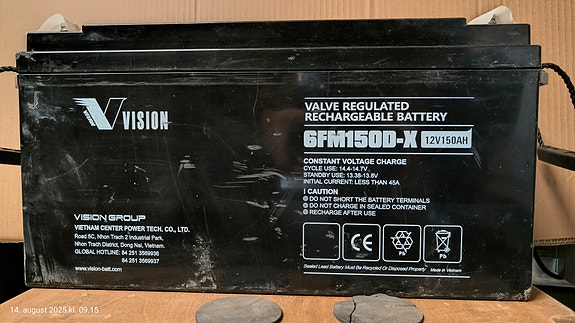 VISION
VALVE REGULATED
RECHARGEABLE BATTERY
6FM150D-X 12V150AH
CONSTANT VOLTAGE CHARGE
CYCLE USE: 14.4-14.7V
STANDBY USE: 13.38-13.8V
INITIAL CURRENT: LESS THAN 45A
! CAUTION
DO NOT SHORT THE BATTERY TERMINALS
DO NOT CHARGE IN SEALED CONTAINER
RECHARGE AFTER USE
VISION GROUP
VIETNAM CENTER POWER TECH. CO., LTD.
Road 5C, Nhon Trach 2 Industrial Park,
Nhon Trach District, Dong Nai, Vietnam.
GLOBAL HOTLINE: 84 251 3569936
84 251 3569937
www.vision-batt.com
CE
Pb
Pb
Sealed Lead Battery Must Be Recycled Or Disposed Properly Made in Vietnam
14. august 2025 kl. 09.15